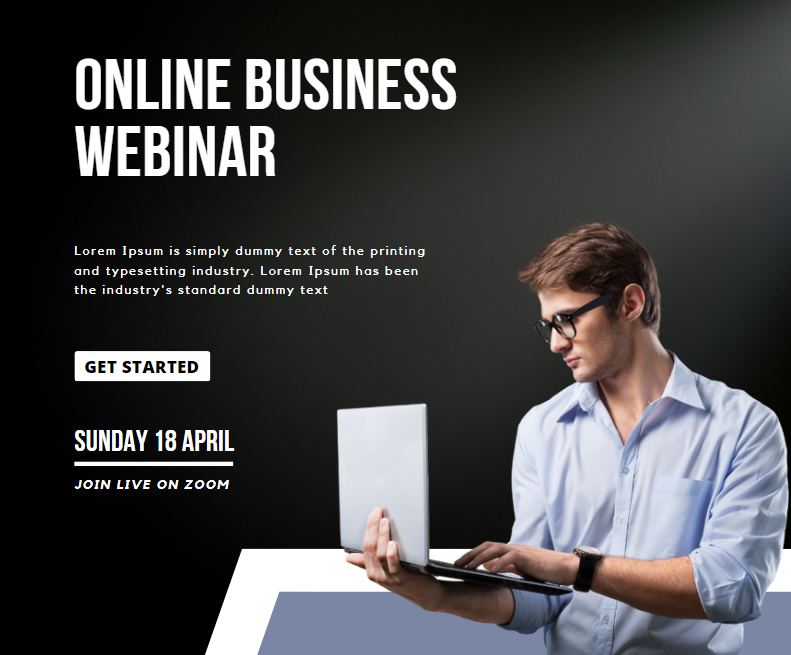 ONLINE BUSINESS
WEBINAR
Lorem Ipsum is simply dummy text of the printing
and typesetting industry. Lorem Ipsum has been
the industry's standard dummy text
GET STARTED
SUNDAY 18 APRIL
JOIN LIVE ON ZOOM